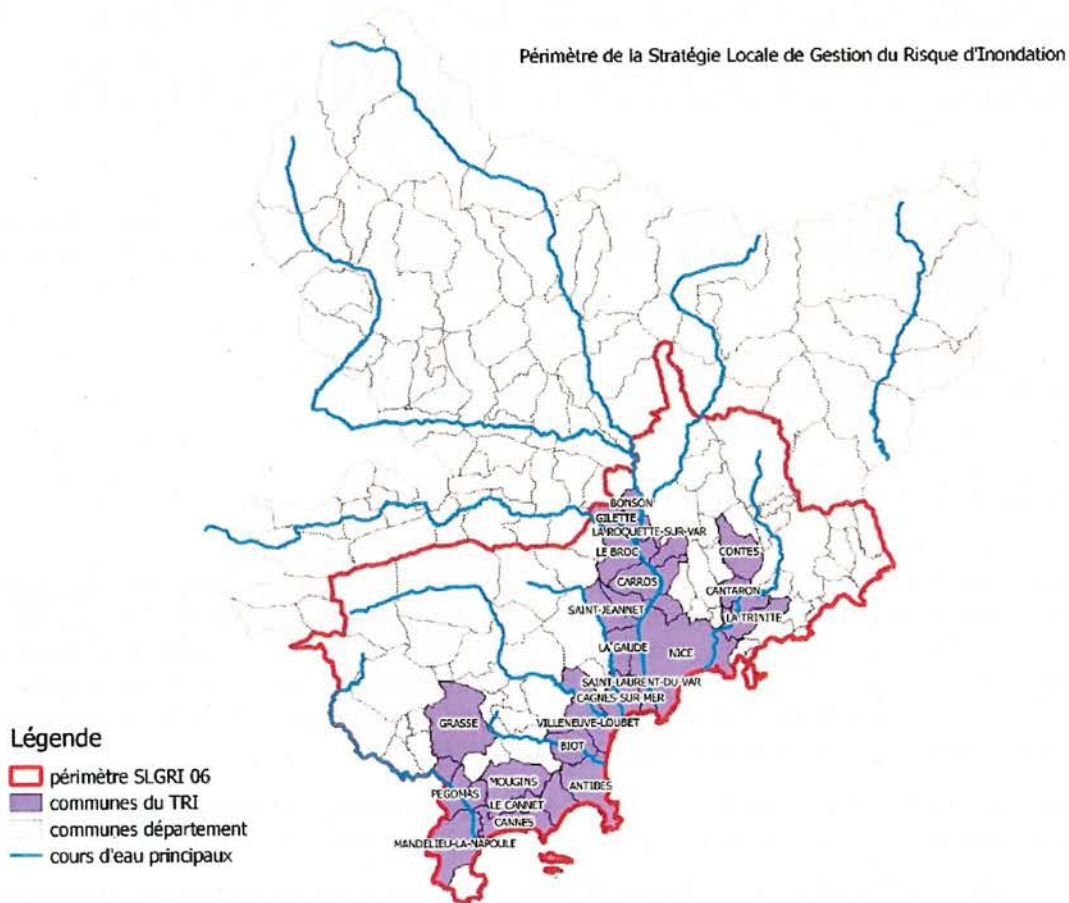 Périmètre de la Stratégie Locale de Gestion du Risque d'Inondation
BONSON
GILETTE
LA ROQUETTE-SUR-VAR
LE BROC
CONTES
CARROS
CANTARON
SAINT-JEANNET
LA TRINITE
LA GAUDE
NICE
SAINT-LAURENT-DU-VAR
CAGNES-SUR-MER
GRASSE
VILLENEUVE-LOUBET
BIOT
MOUGINS
ANTIBES
PEGOMAS
LE CANNET
CANNES
MANDELIEU-LA-NAPOULE
Légende
périmètre SLGRI 06
communes du TRI
communes département
cours d'eau principaux